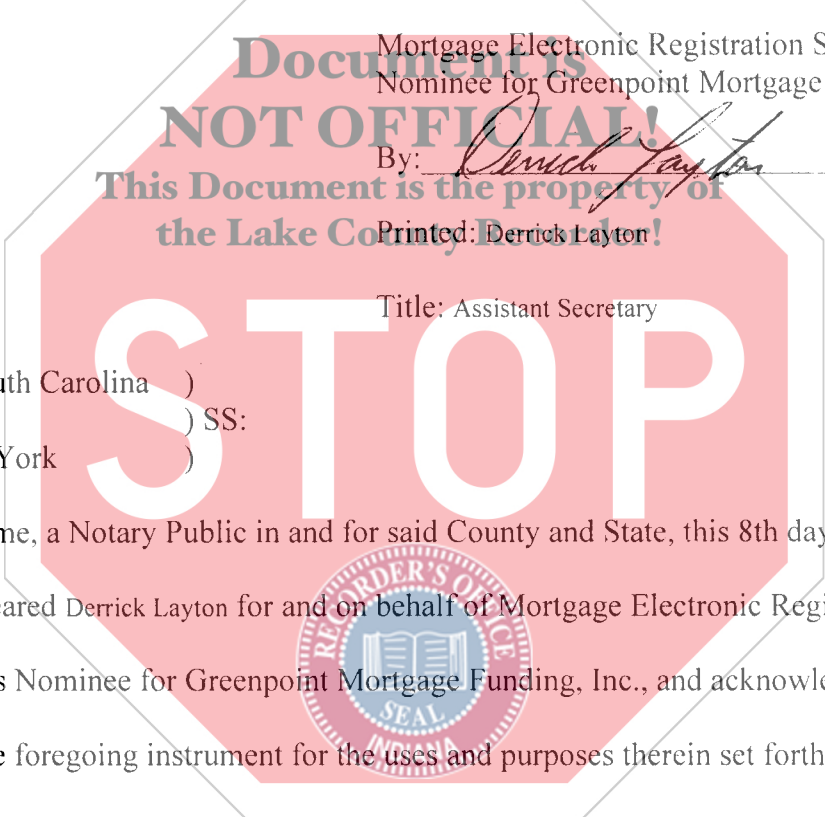 Mortgage Electronic Registration S
Document is
Nominee for Greenpoint Mortgage
NOT OFFICIAL!
By: Derrick Layton
This Document is the property of
the Lake County Recorder!
Printed: Derrick Layton
Title: Assistant Secretary
STOP
uth Carolina )
) SS:
York )
me, a Notary Public in and for said County and State, this 8th day
eared Derrick Layton for and on behalf of Mortgage Electronic Regi
s Nominee for Greenpoint Mortgage Funding, Inc., and acknowle
e foregoing instrument for the uses and purposes therein set forth
RECORDER'S OFFICE
SEAL
INDIANA